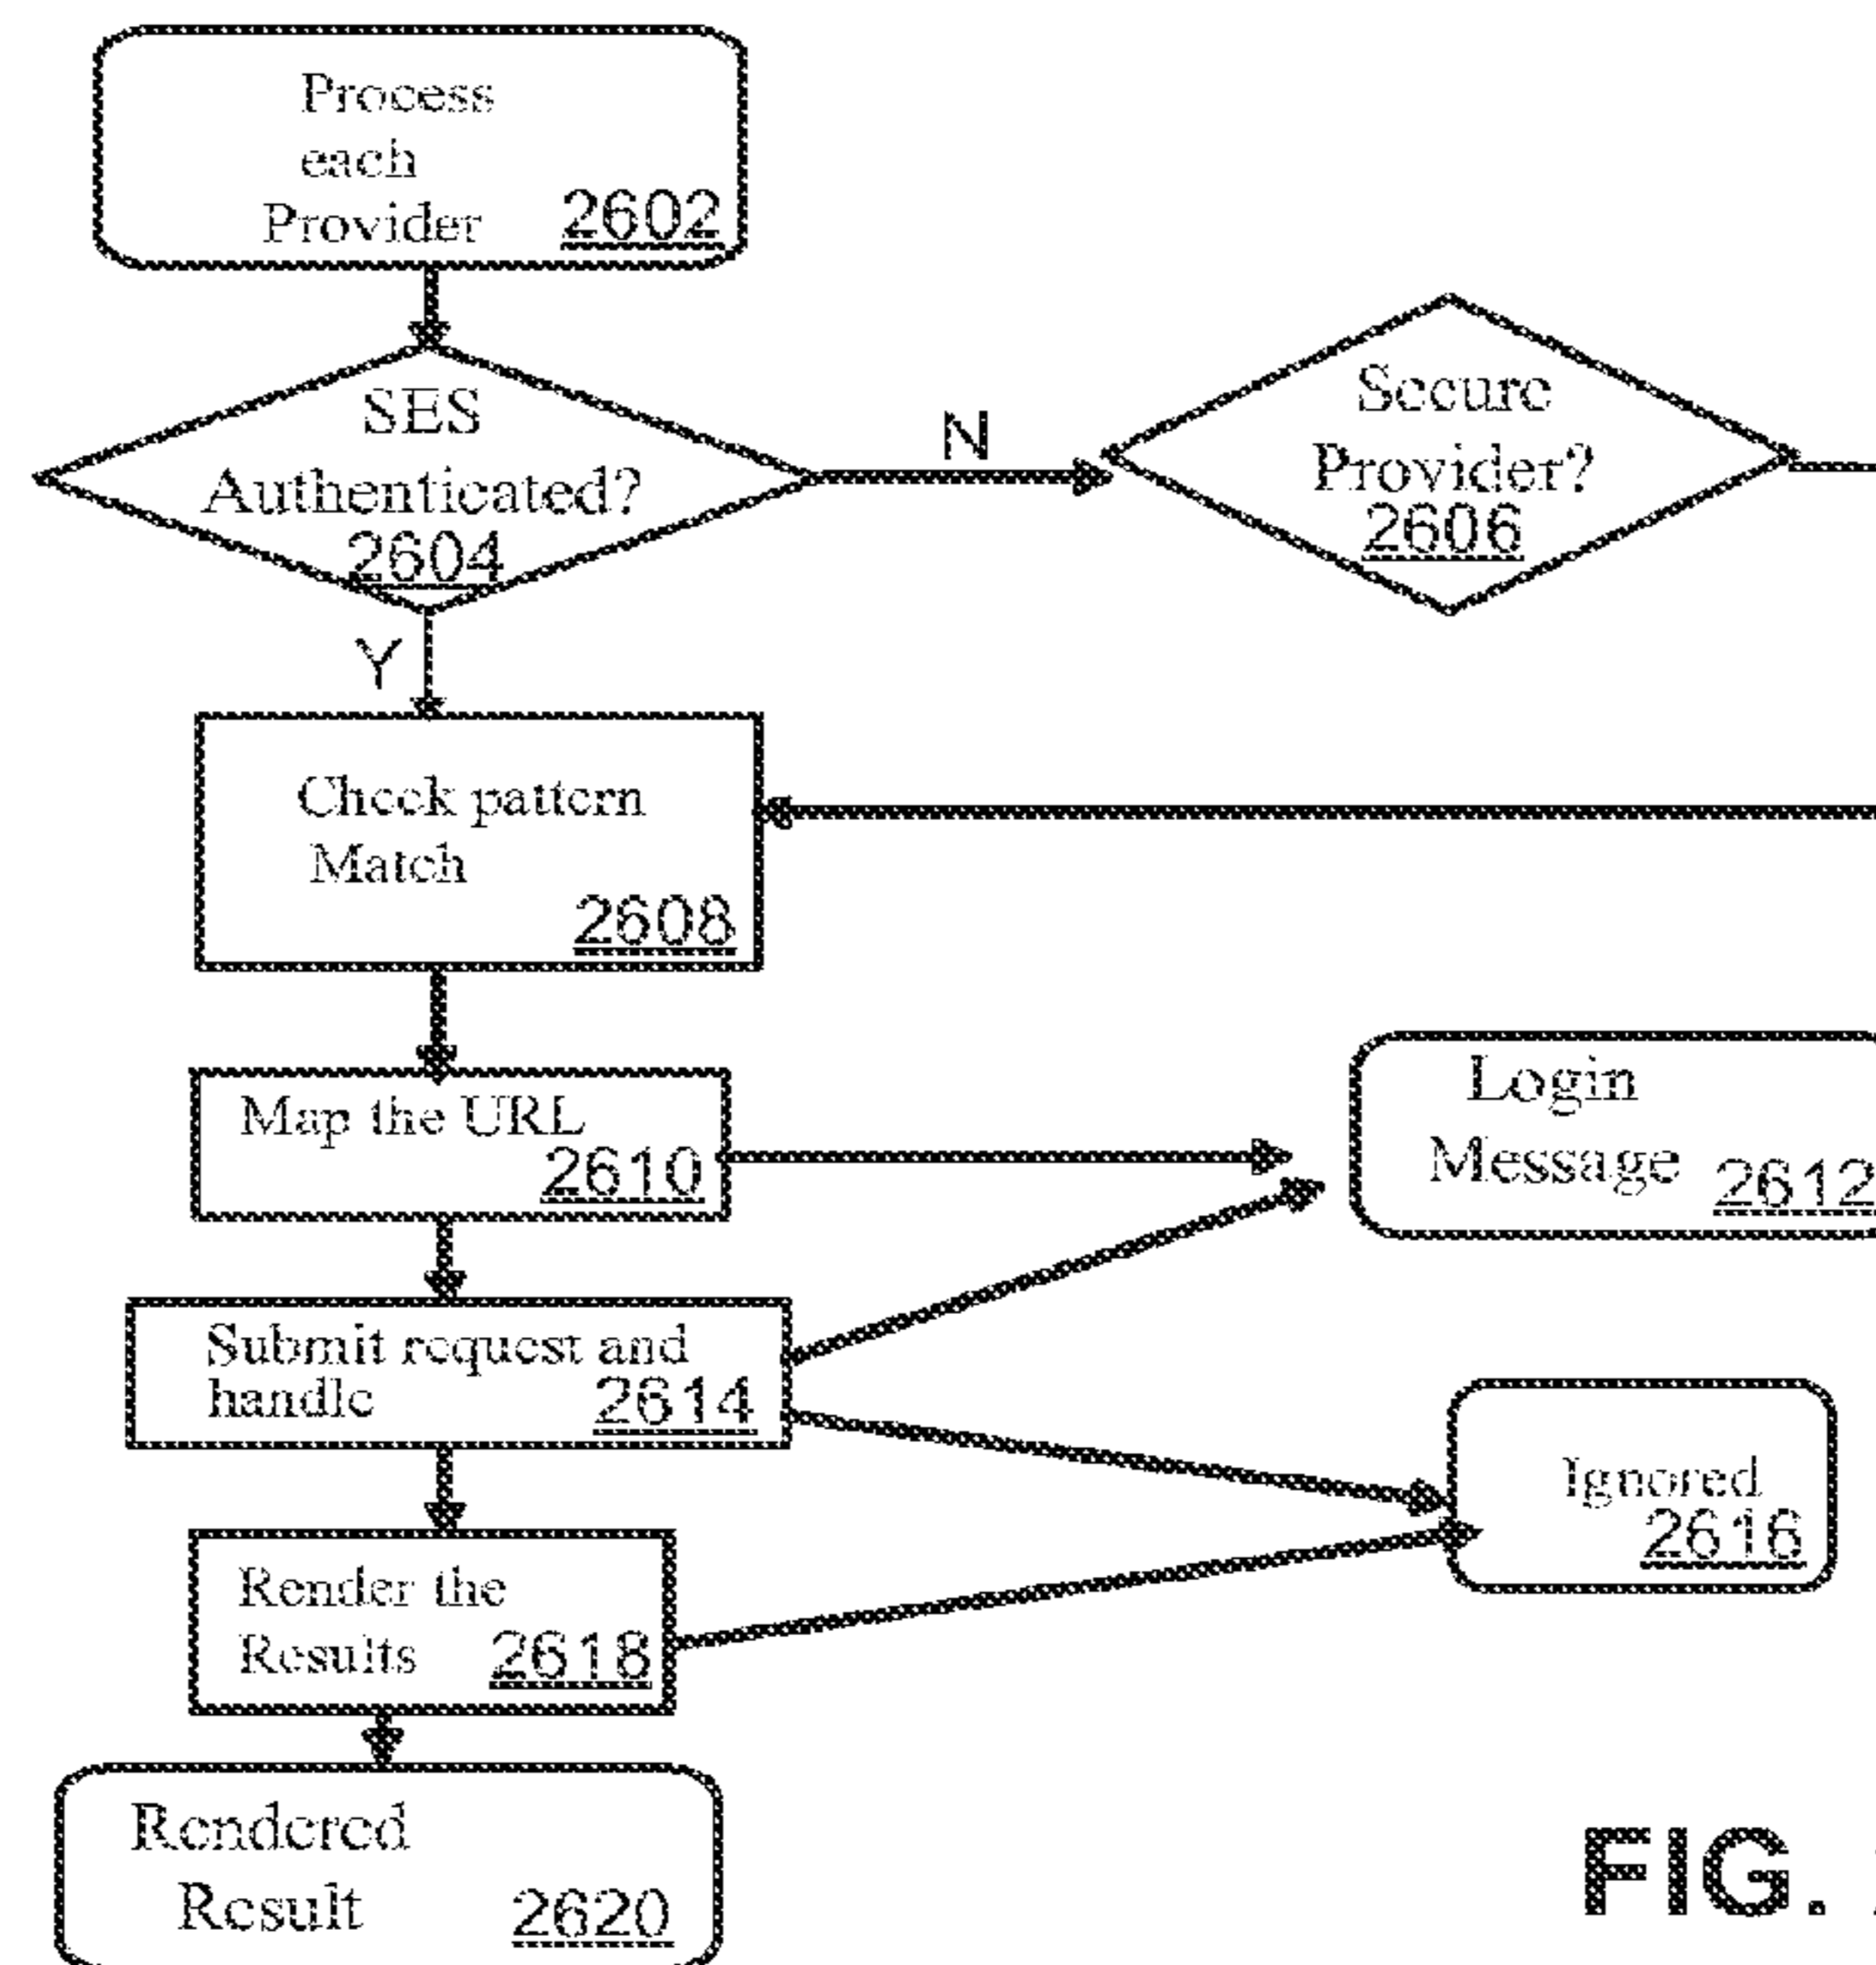 Process
each
Provider 2602
SES
Authenticated?
2604
N
Secure
Provider?
2606
Y
Check pattern
Match
2608
Map the URL
2610
Login
Message 2612
Submit request and
handle 2614
Ignored
2616
Render the
Results 2618
Rendered
Result 2620
FIG.